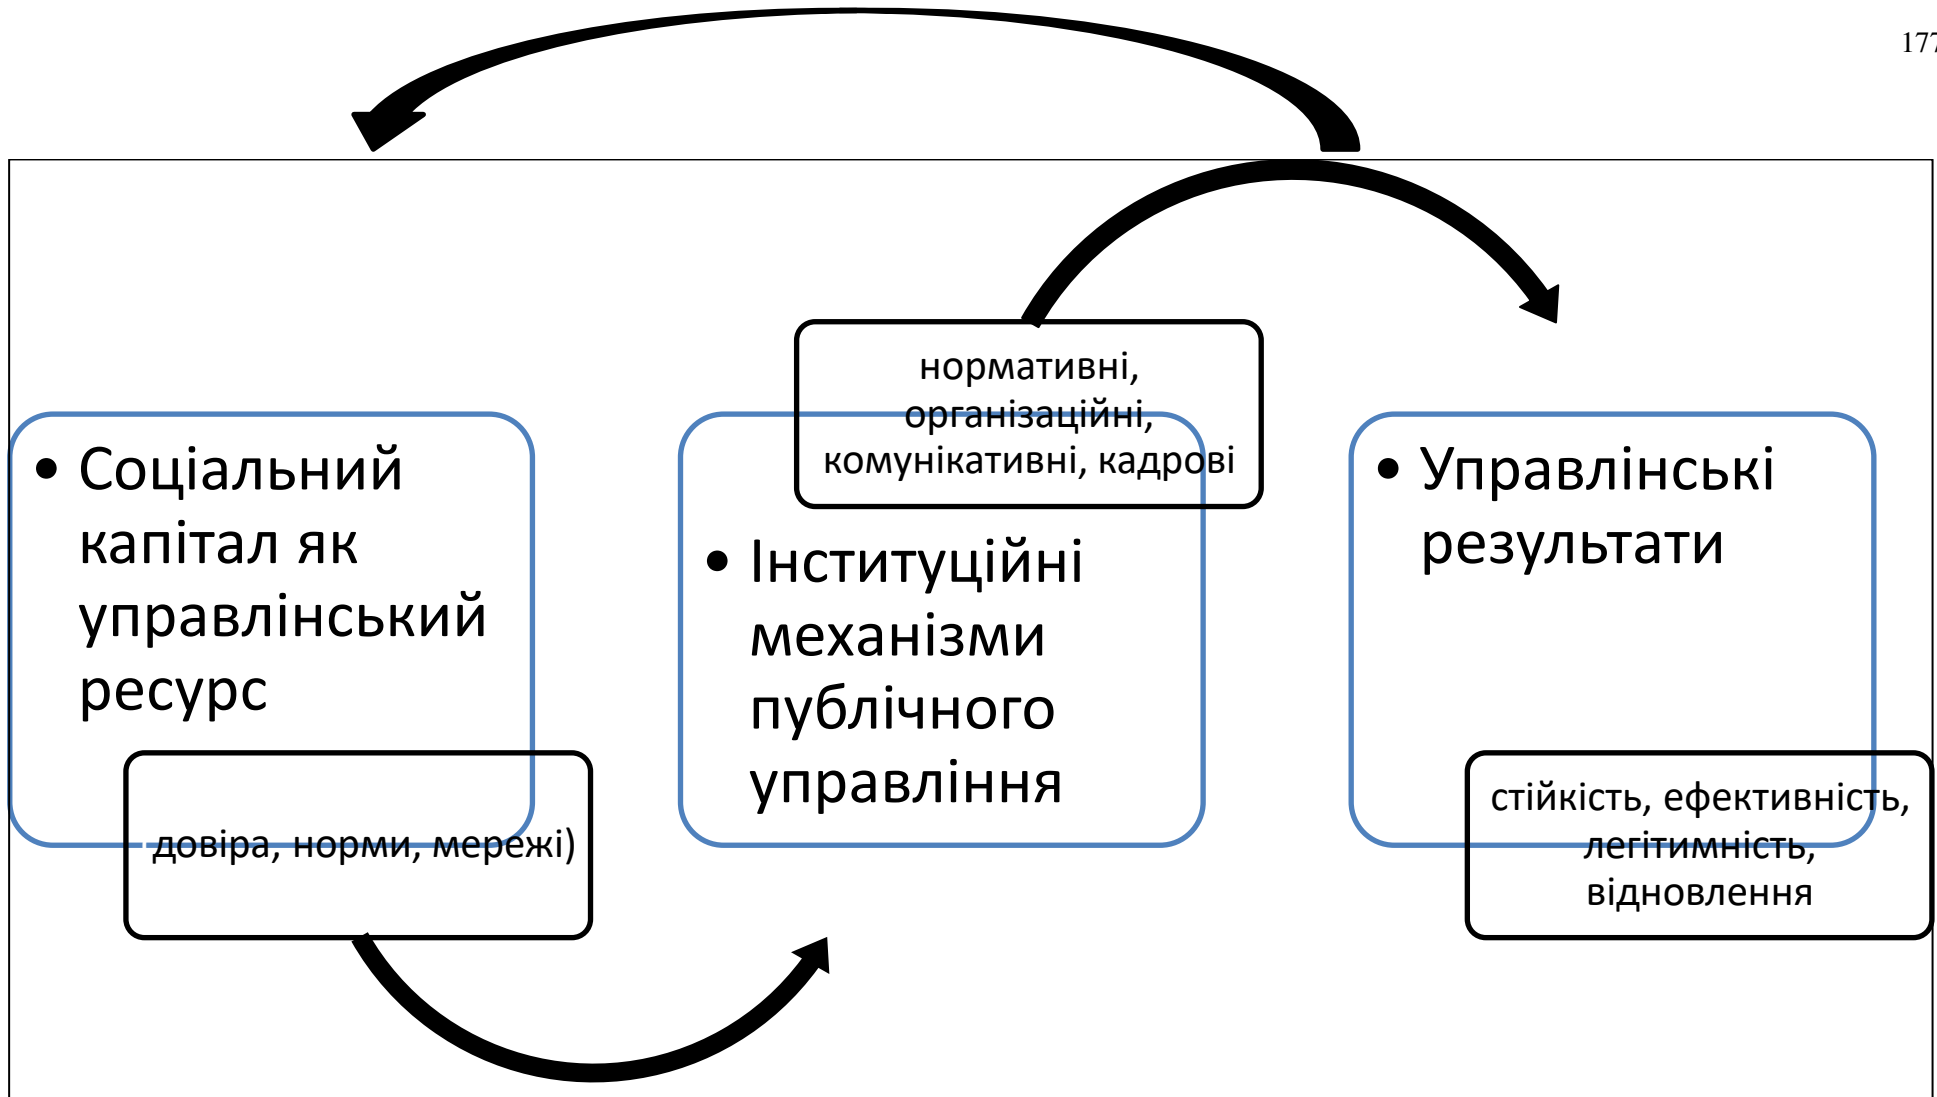 177
• Соціальний
капітал як
управлінський
ресурс
довіра, норми, мережі)
нормативні,
організаційні,
комунікативні, кадрові
• Інституційні
механізми
публічного
управління
• Управлінські
результати
стійкість, ефективність,
легітимність,
відновлення